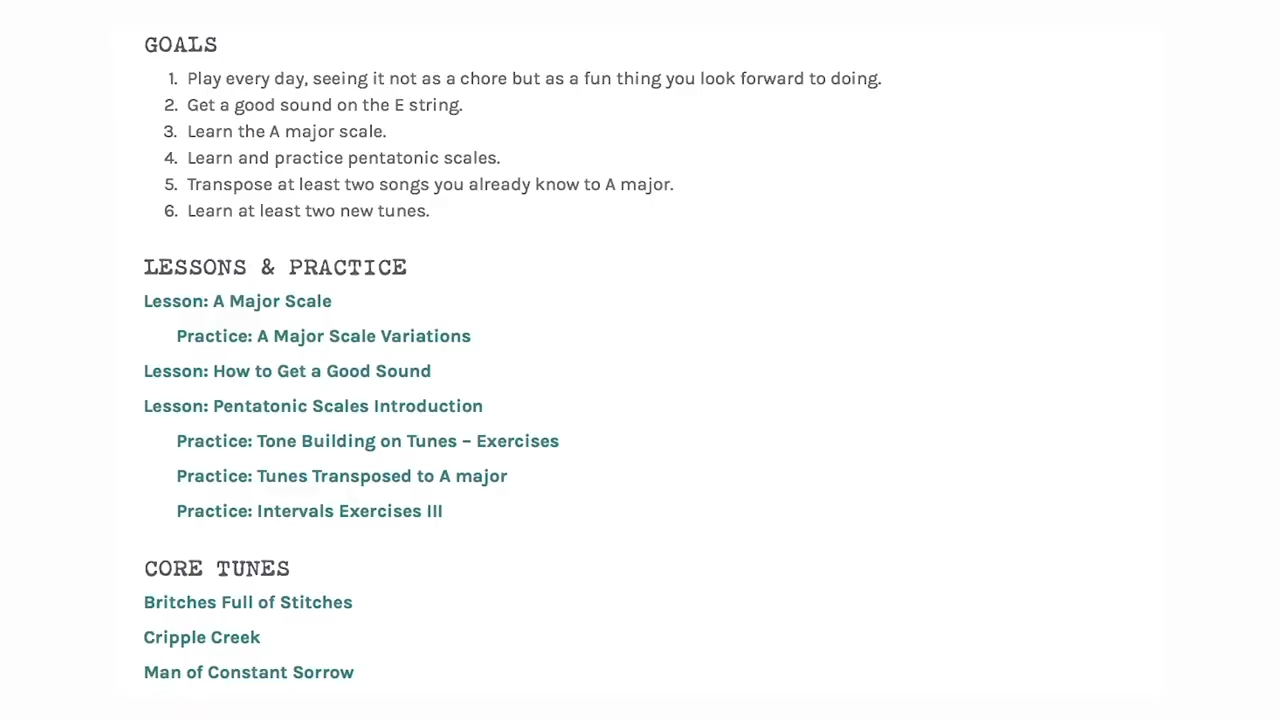 GOALS
1. Play every day, seeing it not as a chore but as a fun thing you look forward to doing.
2. Get a good sound on the E string.
3. Learn the A major scale.
4. Learn and practice pentatonic scales.
5. Transpose at least two songs you already know to A major.
6. Learn at least two new tunes.
LESSONS & PRACTICE
Lesson: A Major Scale
Practice: A Major Scale Variations
Lesson: How to Get a Good Sound
Lesson: Pentatonic Scales Introduction
Practice: Tone Building on Tunes – Exercises
Practice: Tunes Transposed to A major
Practice: Intervals Exercises III
CORE TUNES
Britches Full of Stitches
Cripple Creek
Man of Constant Sorrow